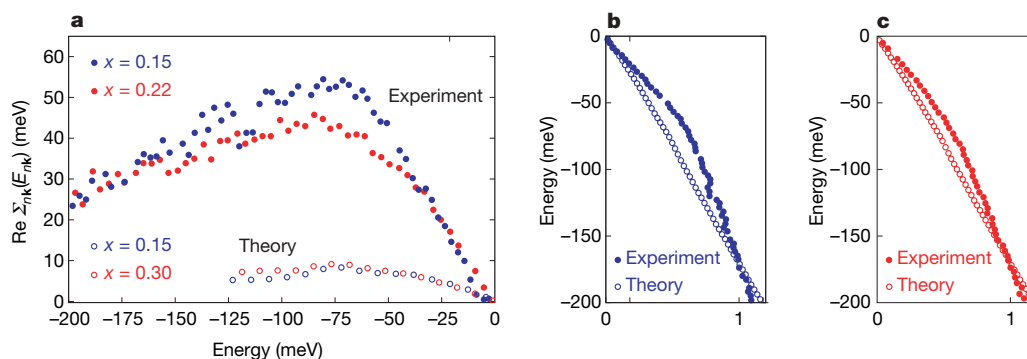 a
Re Σnk(Enk) (meV)
60
50
40
30
20
10
0
x = 0.15
x = 0.22
Experiment
Theory
x = 0.15
x = 0.30
−200 −175 −150 −125 −100 −75 −50 −25 0
Energy (meV)
b
Energy (meV)
0
−50
−100
−150
−200
Experiment
Theory
0 1
c
Energy (meV)
0
−50
−100
−150
−200
Experiment
Theory
0 1